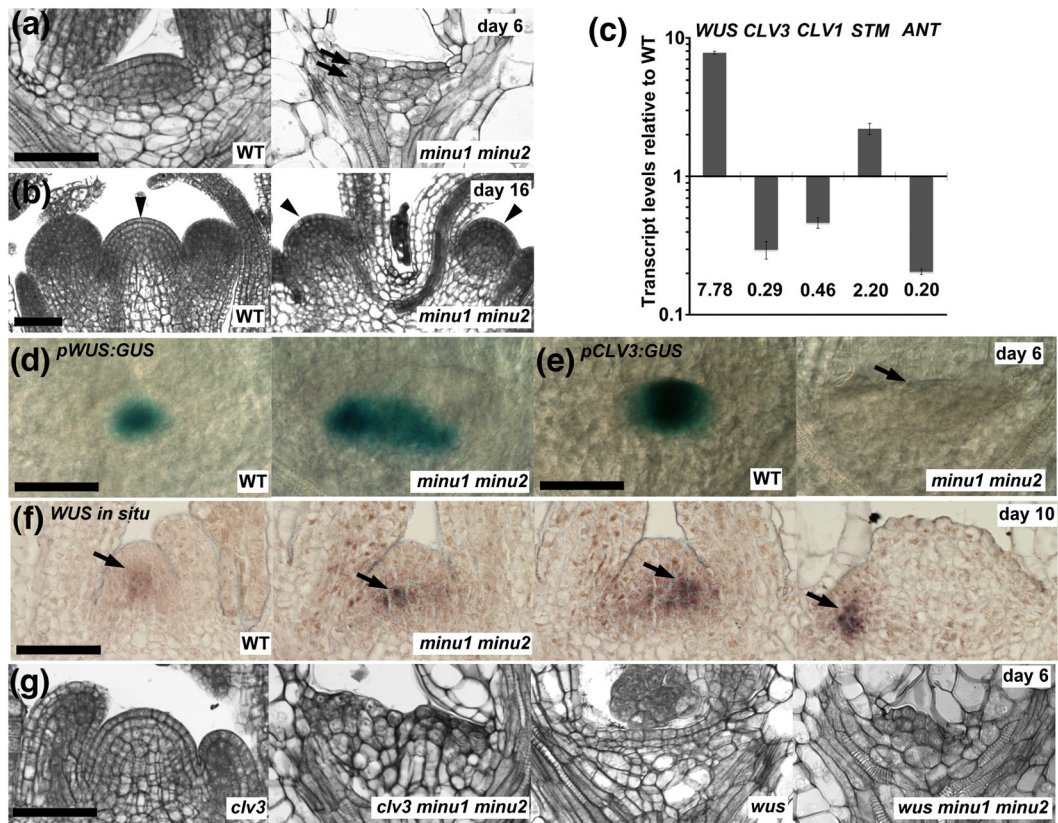 (a)
day 6
WT
minu1 minu2
(b)
day 16
WT
minu1 minu2
(c)
WUS CLV3 CLV1 STM ANT
Transcript levels relative to WT
10
1
0.1
7.78 0.29 0.46 2.20 0.20
(d)
pWUS:GUS
WT
minu1 minu2
(e)
pCLV3:GUS
day 6
WT
minu1 minu2
(f)
WUS in situ
day 10
WT
minu1 minu2
(g)
day 6
clv3
clv3 minu1 minu2
wus
wus minu1 minu2